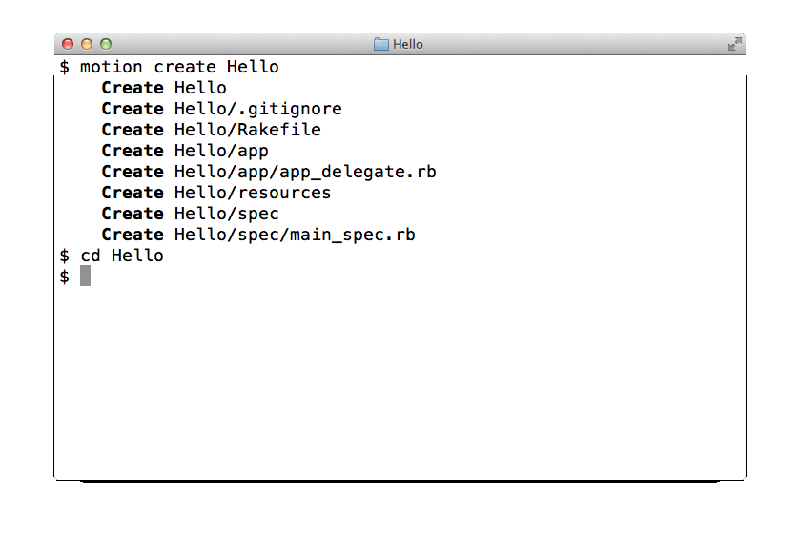 Hello
$ motion create Hello
    Create Hello
    Create Hello/.gitignore
    Create Hello/Rakefile
    Create Hello/app
    Create Hello/app/app_delegate.rb
    Create Hello/resources
    Create Hello/spec
    Create Hello/spec/main_spec.rb
$ cd Hello
$